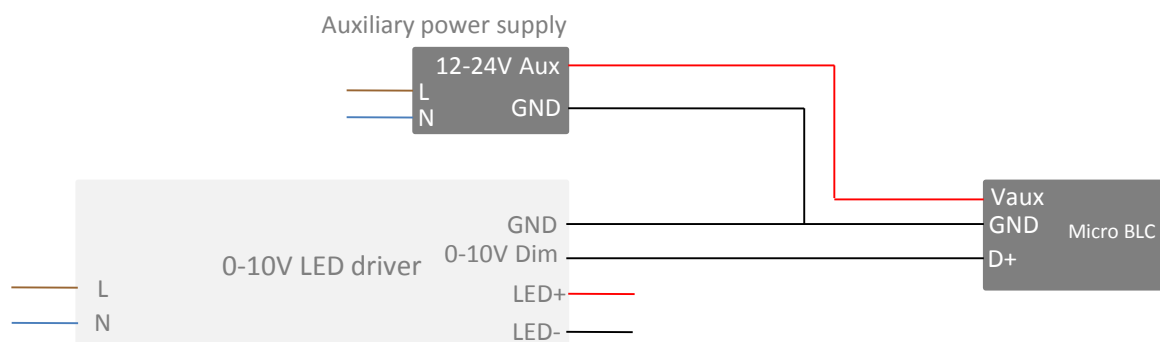 Auxiliary power supply
12-24V Aux
L
GND
N
Vaux
GND
GND
Micro BLC
0-10V Dim
D+
0-10V LED driver
L
LED+
N
LED-